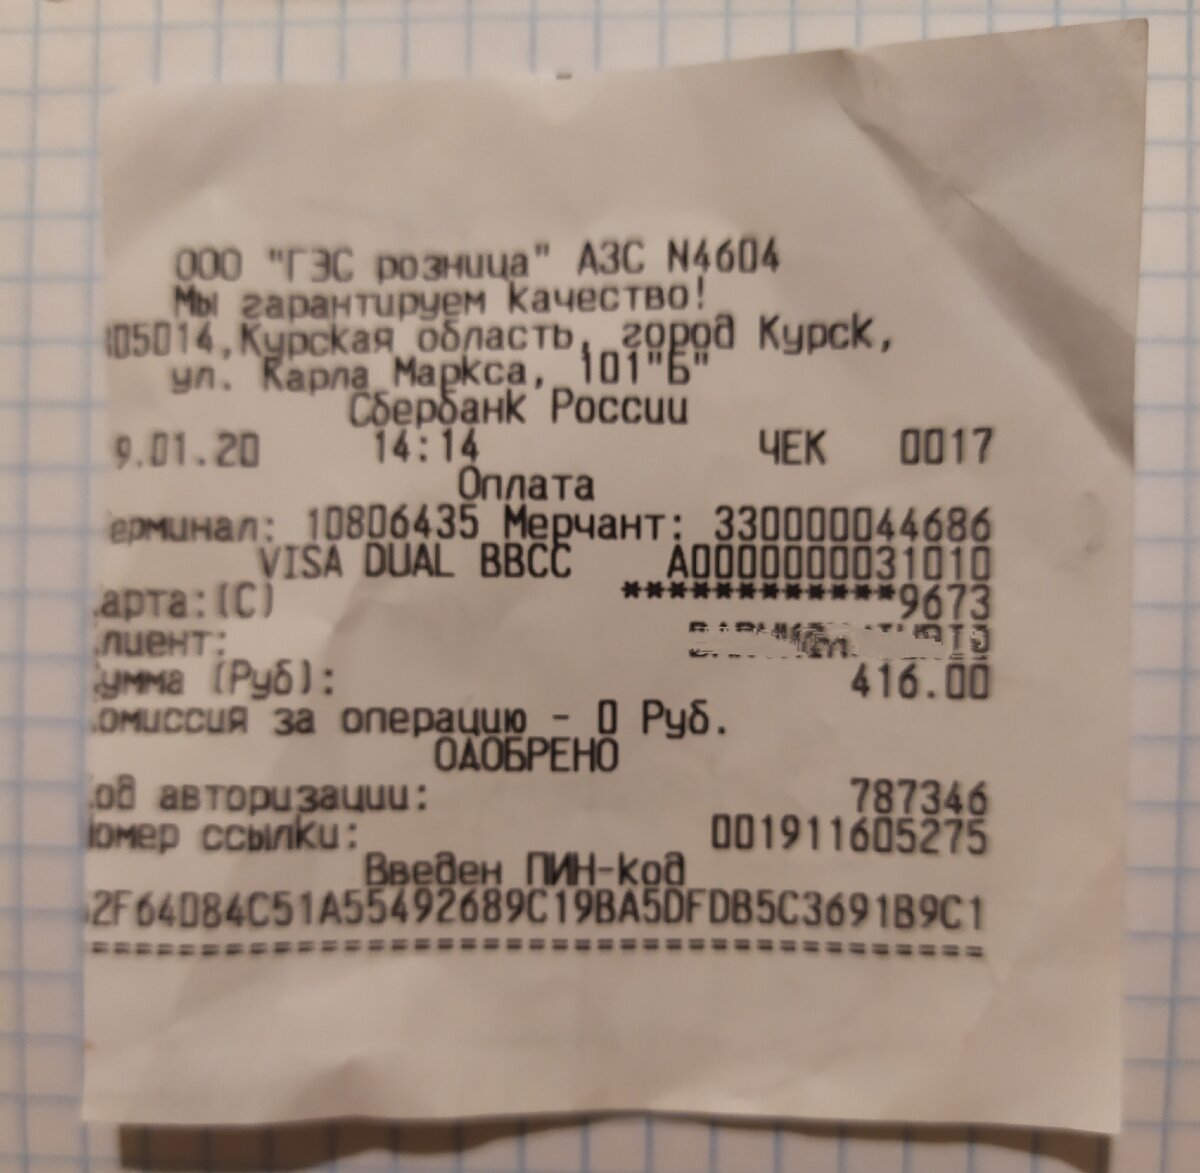 ООО "ГЭС розница" АЗС N4604
Мы гарантируем качество!
305014,Курская область, город Курск,
ул. Карла Маркса, 101"Б"
Сбербанк России
9.01.20 14:14 ЧЕК 0017
Оплата
ерминал: 10806435 Мерчант: 330000044686
VISA DUAL BBCC A0000000031010
арта:(C) ************9673
лиент:
умма (Руб): 416.00
омиссия за операцию - 0 Руб.
ОДОБРЕНО
од авторизации: 787346
омер ссылки: 001911605275
Введен ПИН-код
2F64D84C51A55492689C19BA5DFDB5C3691B9C1
======================================